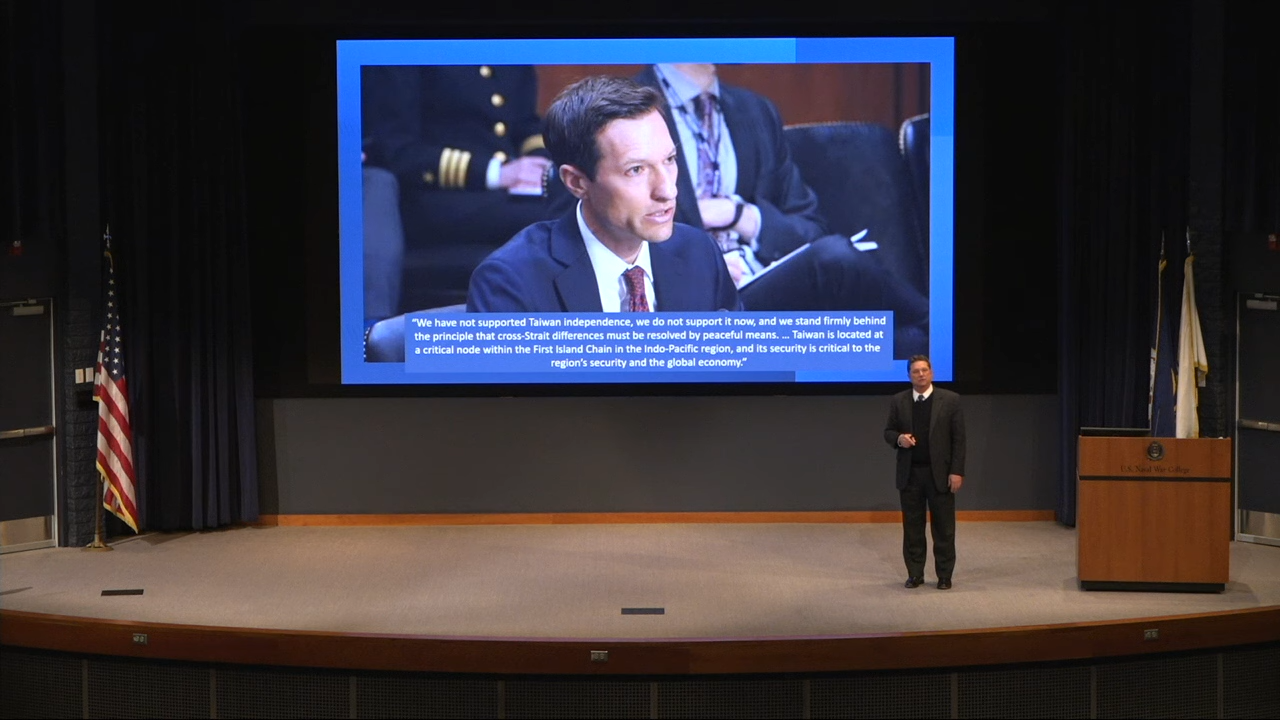 “We have not supported Taiwan independence, we do not support it now, and we stand firmly behind
the principle that cross-Strait differences must be resolved by peaceful means. ... Taiwan is located at
a critical node within the First Island Chain in the Indo-Pacific region, and its security is critical to the
region’s security and the global economy.”
U.S. Naval War College